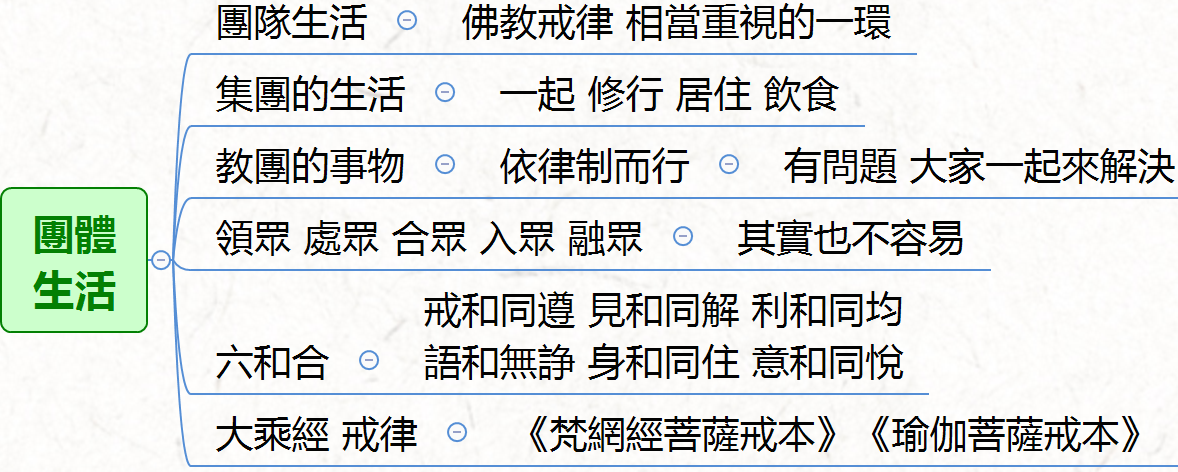 團隊生活 佛教戒律 相當重視的一環
集團的生活 一起 修行 居住 飲食
教團的事物 依律制而行 有問題 大家一起來解決
團體
生活
領眾 處眾 合眾 入眾 融眾 其實也不容易
六和合
戒和同遵 見和同解 利和同均
語和無諍 身和同住 意和同悅
大乘經 戒律 《梵網經菩薩戒本》《瑜伽菩薩戒本》